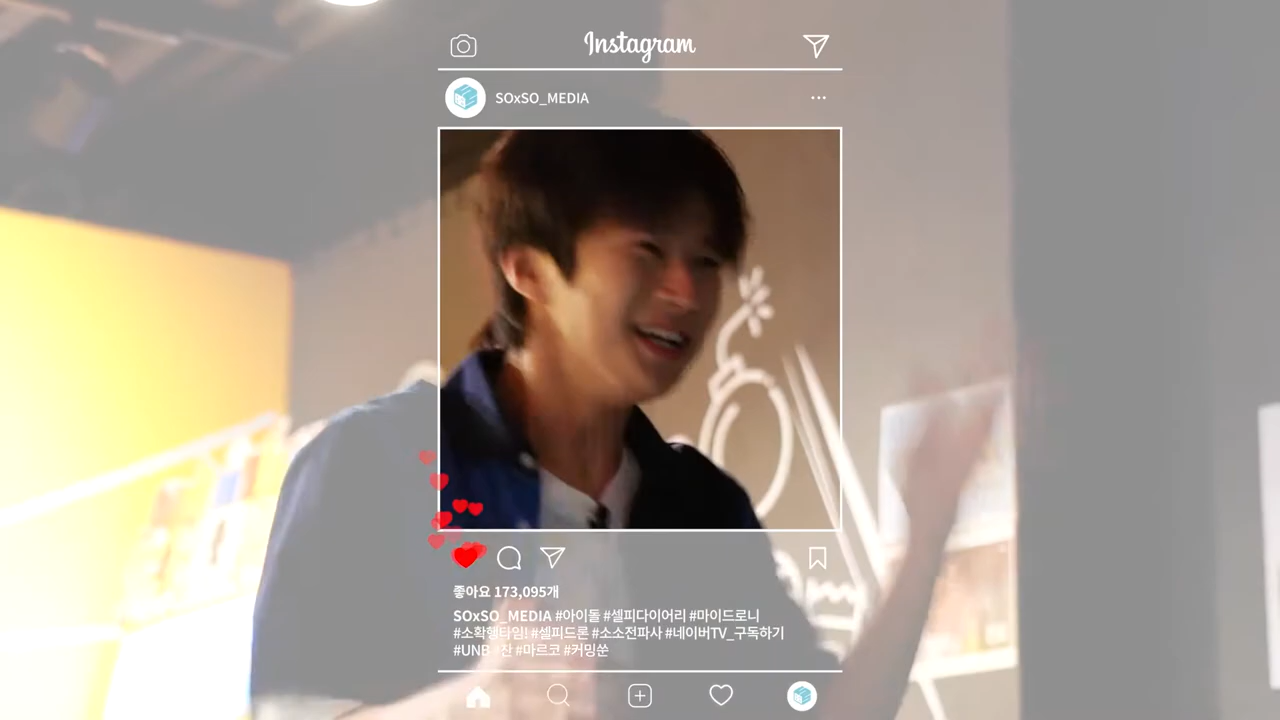 Instagram
SOxSO_MEDIA
좋아요 173,095개
SOxSO_MEDIA #아이돌 #셀피다이어리 #마이드로니
#소확행타임! #셀피드론 #소소전파사 #네이버TV_구독하기
#UNB #잔 #마르코 #커밍쑨